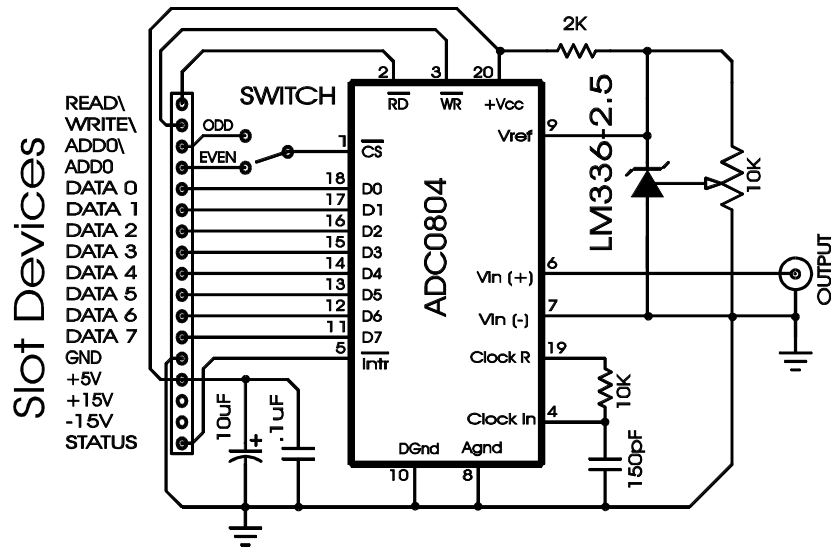 2K
2
3
20
SWITCH
RD
WR
+Vcc
READ\
WRITE\
ODD
ADD0\
1
CS
Vref
9
EVEN
ADD0
DATA 0
18
D0
DATA 1
17
D1
DATA 2
16
D2
DATA 3
15
D3
DATA 4
14
D4
DATA 5
13
D5
DATA 6
12
D6
DATA 7
11
D7
GND
5
Intr
+5V
+15V
-15V
STATUS
Slot Devices
ADC0804
LM336-2.5
10K
Vin (+)
6
OUTPUT
Vin (-)
7
Clock R
19
10K
Clock In
4
150pF
10uF
+
.1uF
DGnd
Agnd
10
8